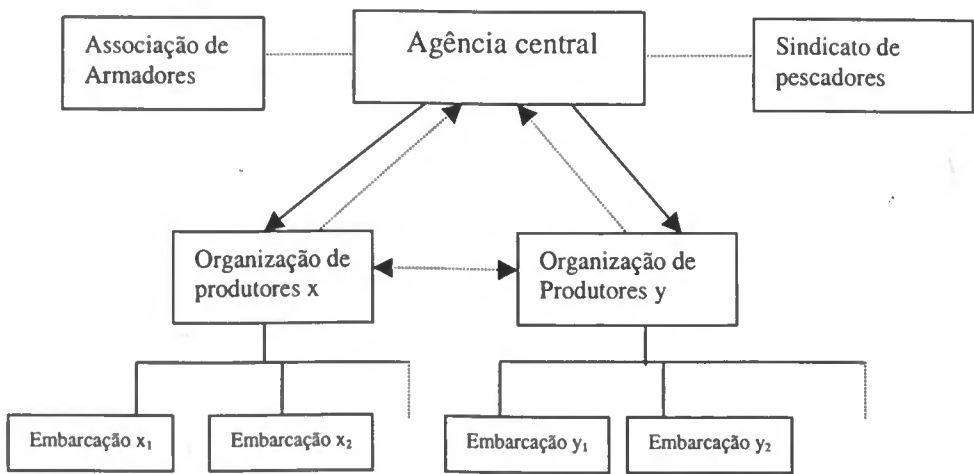 Associação de
Armadores
Agência central
Sindicato de
pescadores
Organização de
produtores x
Organização de
Produtores y
Embarcação x₁
Embarcação x₂
Embarcação y₁
Embarcação y₂